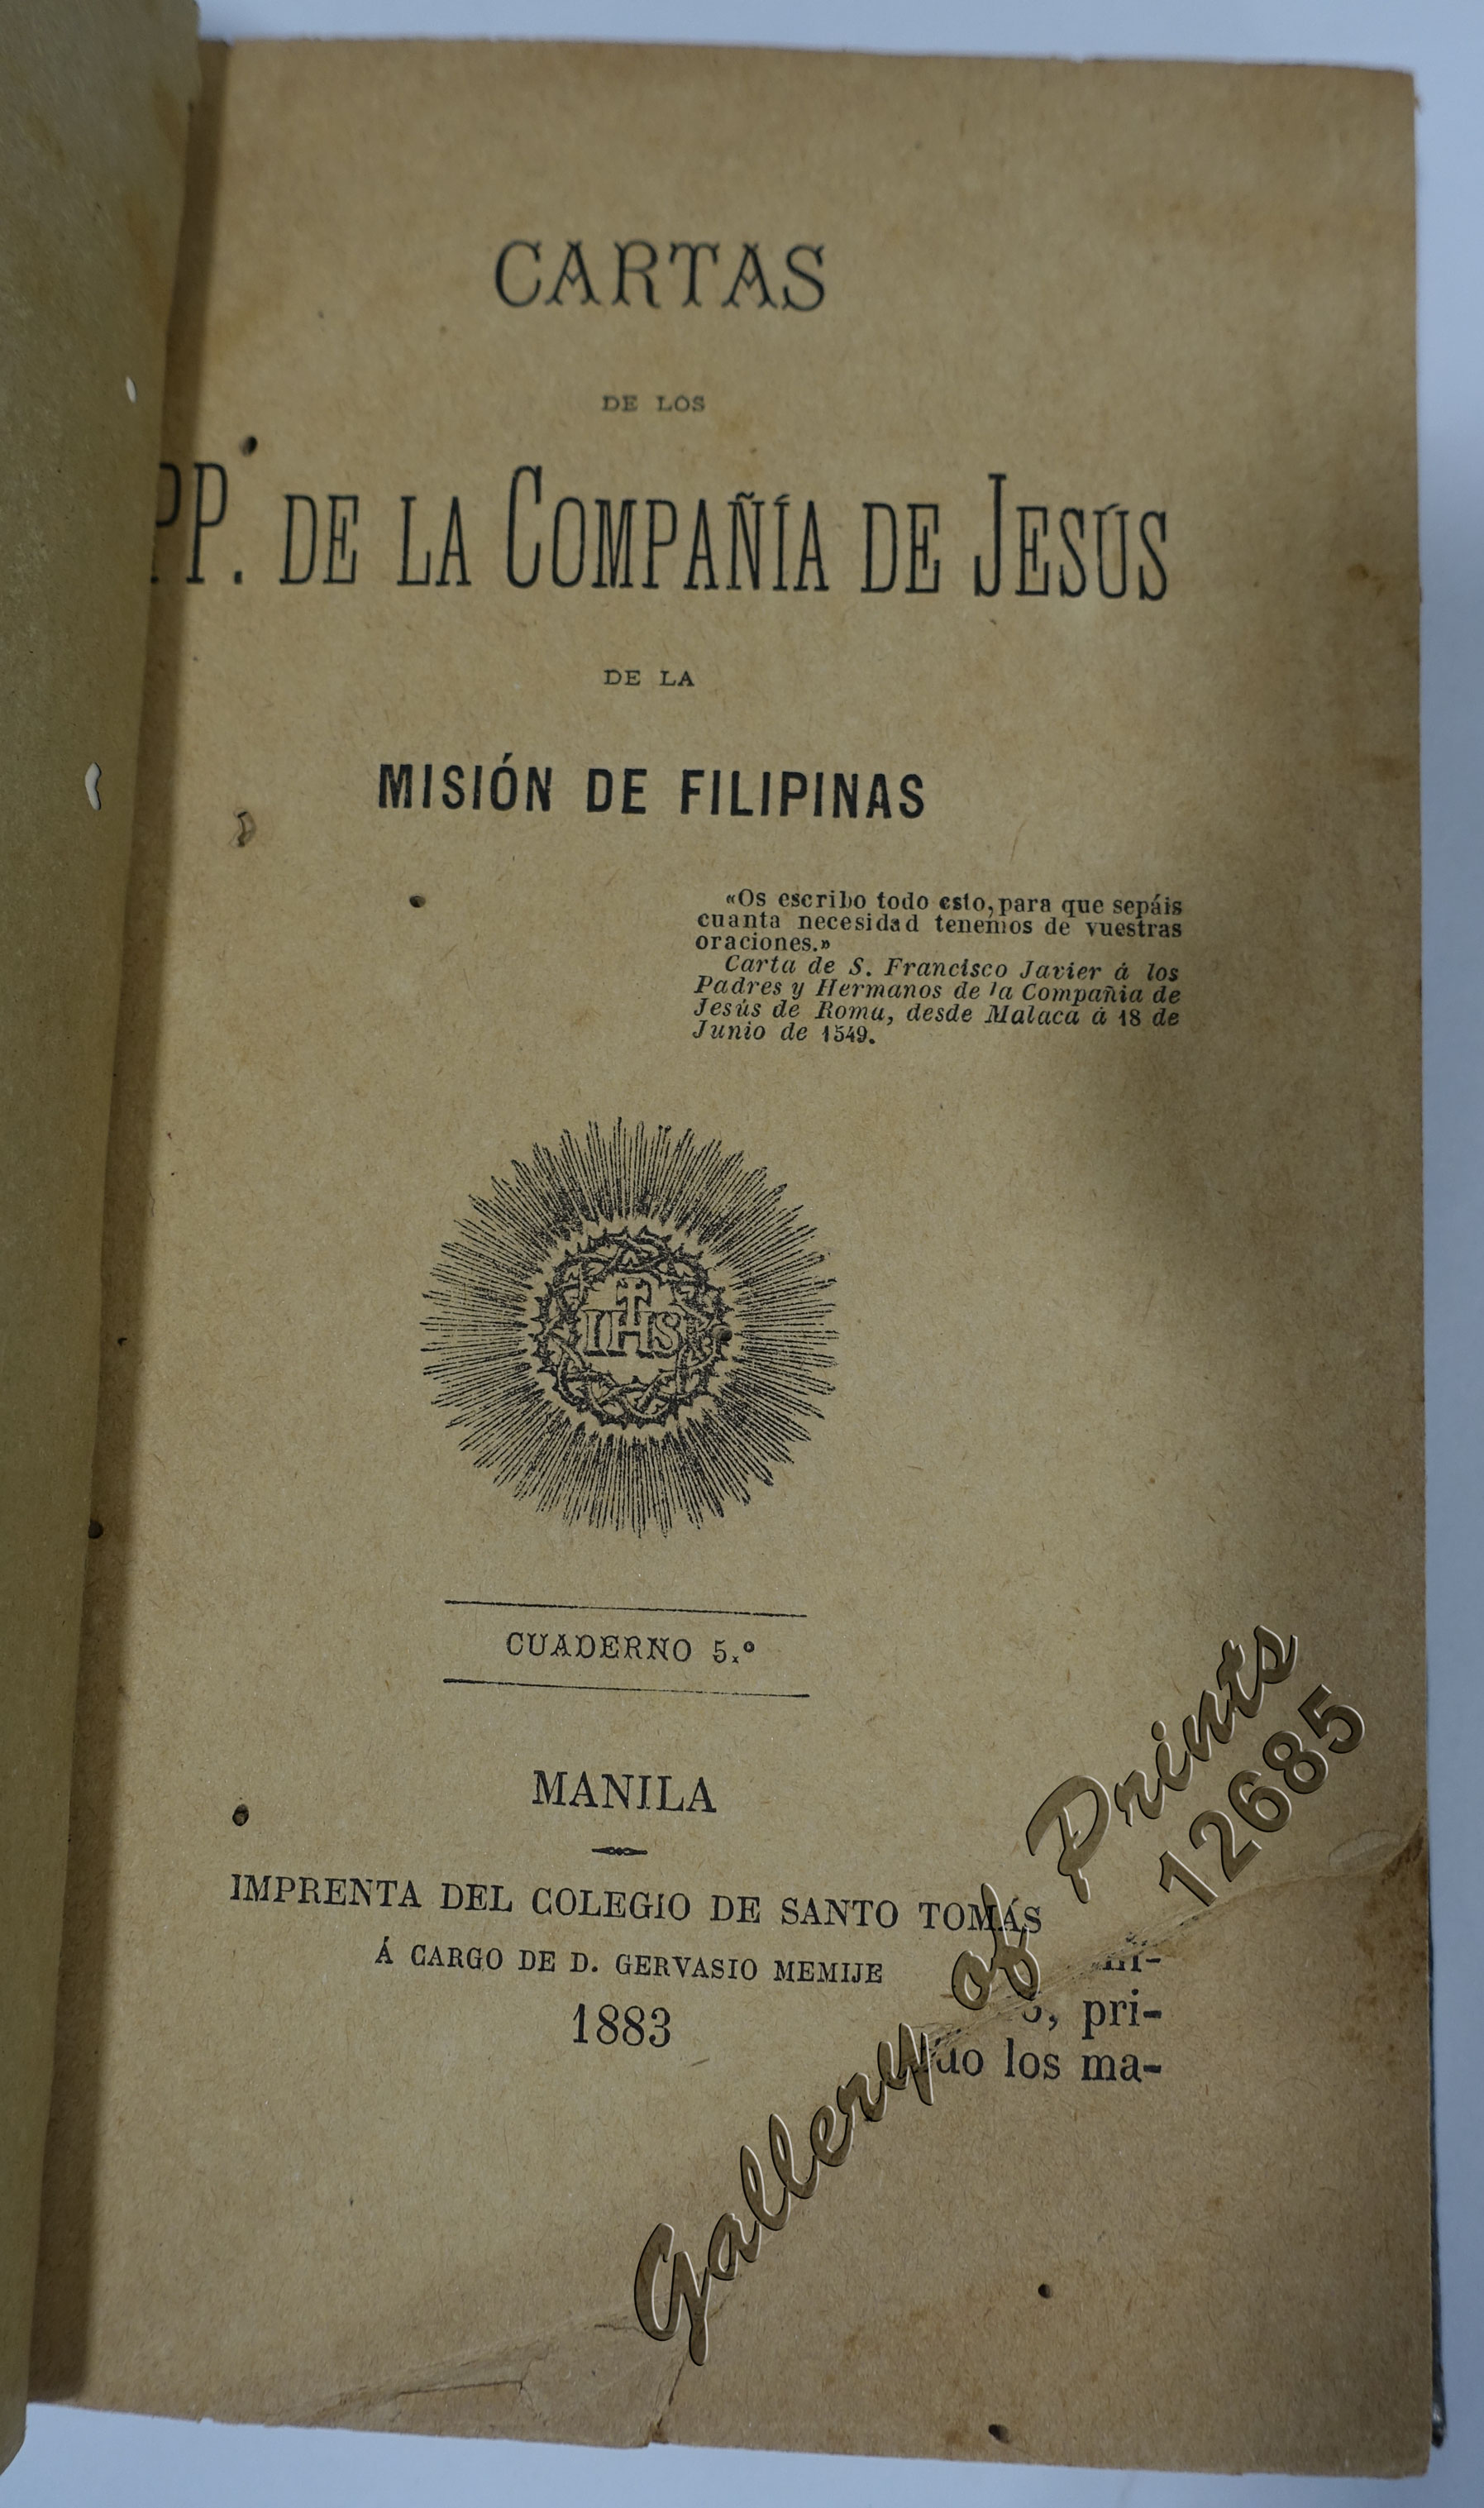 CARTAS
DE LOS
PP. DE LA COMPAÑÍA DE JESÚS
DE LA
MISIÓN DE FILIPINAS
«Os escribo todo esto, para que sepáis
cuanta necesidad tenemos de vuestras
oraciones.»
Carta de S. Francisco Javier á los
Padres y Hermanos de la Compañia de
Jesús de Roma, desde Malaca á 18 de
Junio de 1549.
IHS
CUADERNO 5.º
MANILA
IMPRENTA DEL COLEGIO DE SANTO TOMÁS
Á CARGO DE D. GERVASIO MEMIJE
1883
pri-
los ma-
Gallery of Prints
12685